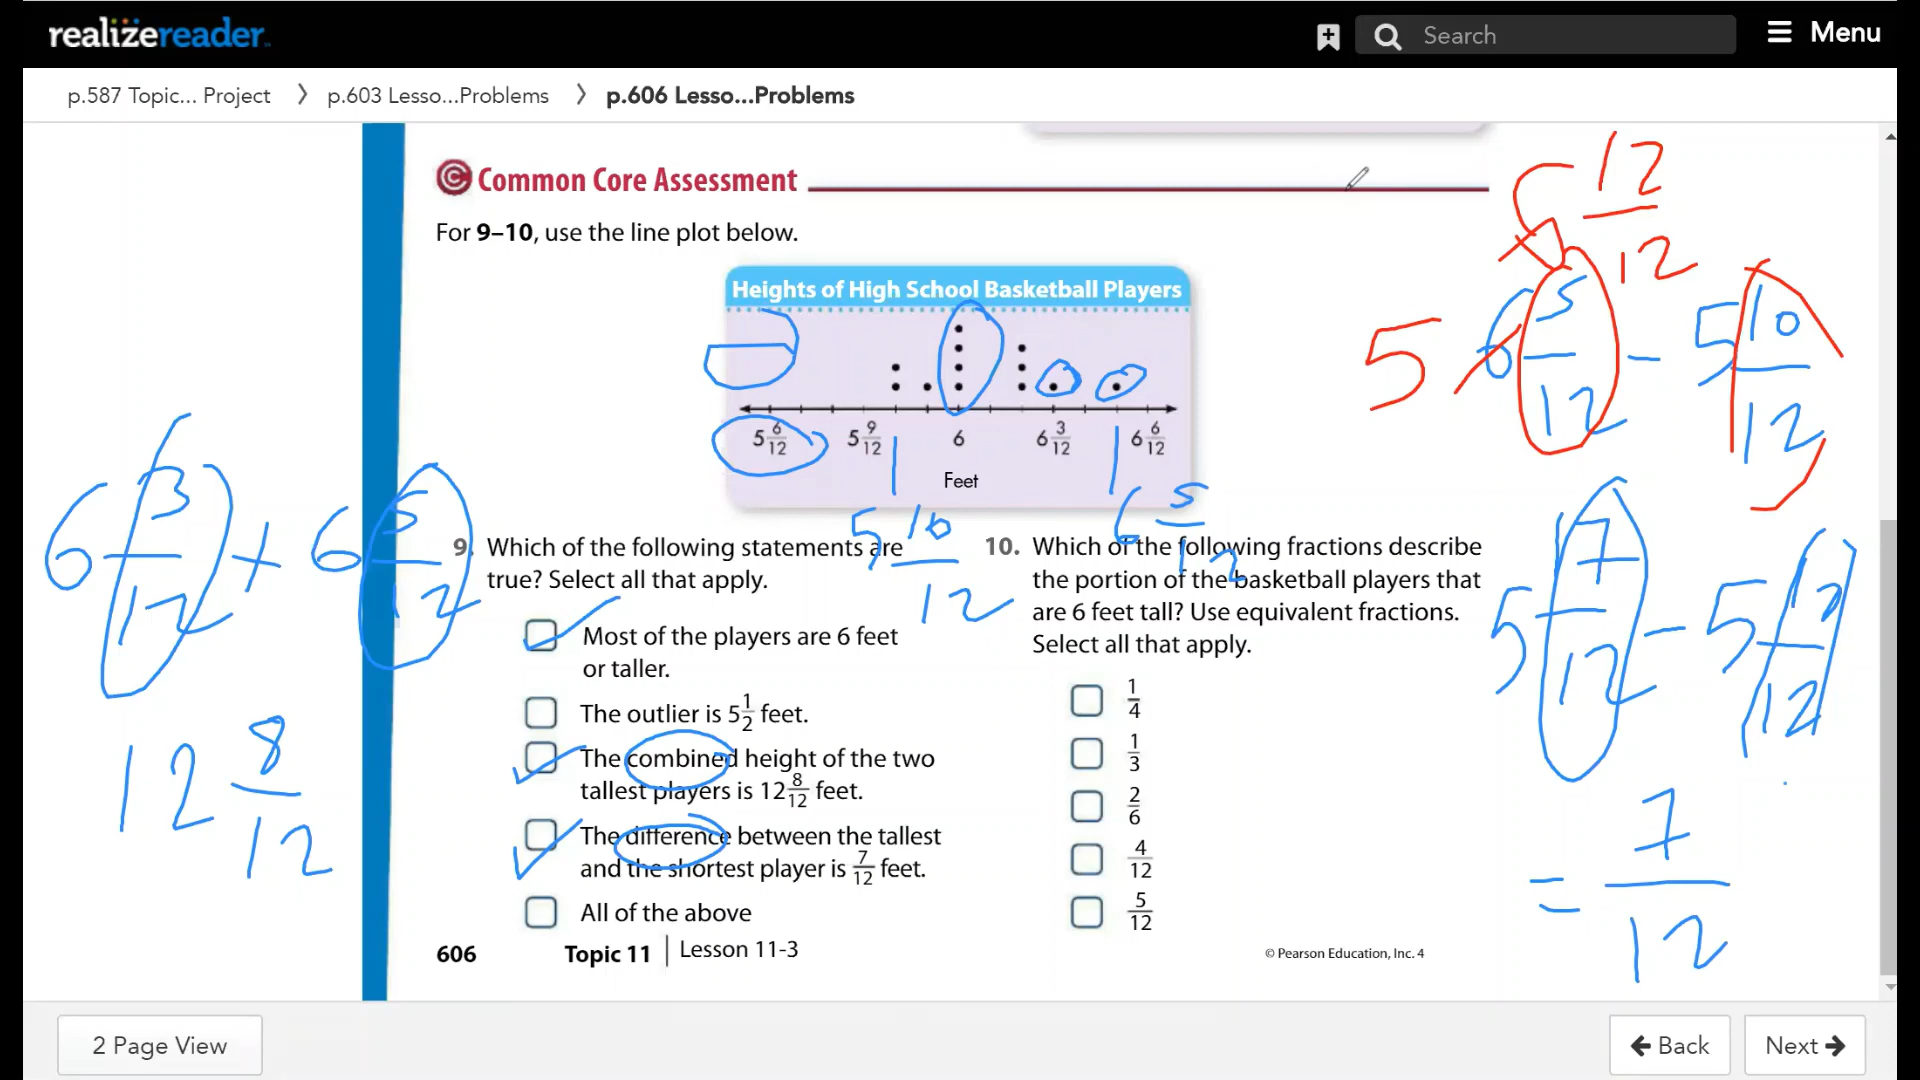 realizereader
Search
Menu
p.587 Topic... Project
p.603 Lesso...Problems
p.606 Lesso...Problems
Common Core Assessment
For 9–10, use the line plot below.
Heights of High School Basketball Players
5 6/12 5 9/12 6 6 3/12 6 6/12
Feet
5 10/12
6 5/12
9. Which of the following statements are
true? Select all that apply.
Most of the players are 6 feet
or taller.
The outlier is 5 1/2 feet.
The combined height of the two
tallest players is 12 8/12 feet.
The difference between the tallest
and the shortest player is 7/12 feet.
All of the above
10. Which of the following fractions describe
the portion of the basketball players that
are 6 feet tall? Use equivalent fractions.
Select all that apply.
1/4
1/3
2/6
4/12
5/12
606 Topic 11 | Lesson 11-3
© Pearson Education, Inc. 4
6 3/12 + 6 5/12
12 8/12
12/12
5 6 5/12 - 5 10/12
= 7/12
2 Page View
Back
Next